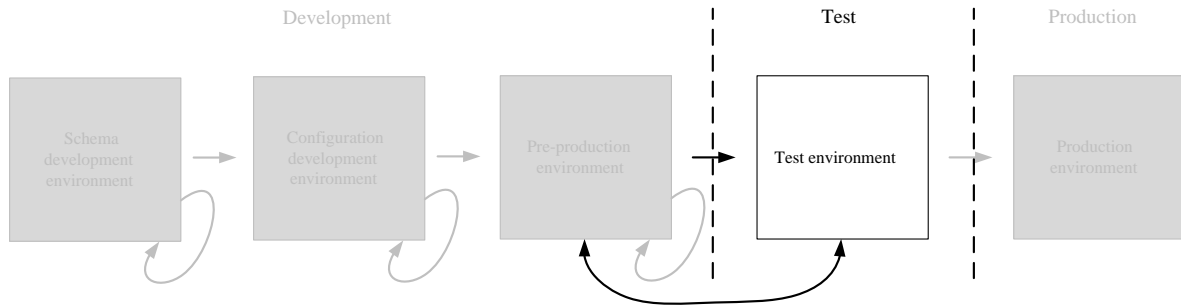 Development
Test
Production
Schema
development
environment
Configuration
development
environment
Pre-production
environment
Test environment
Production
environment